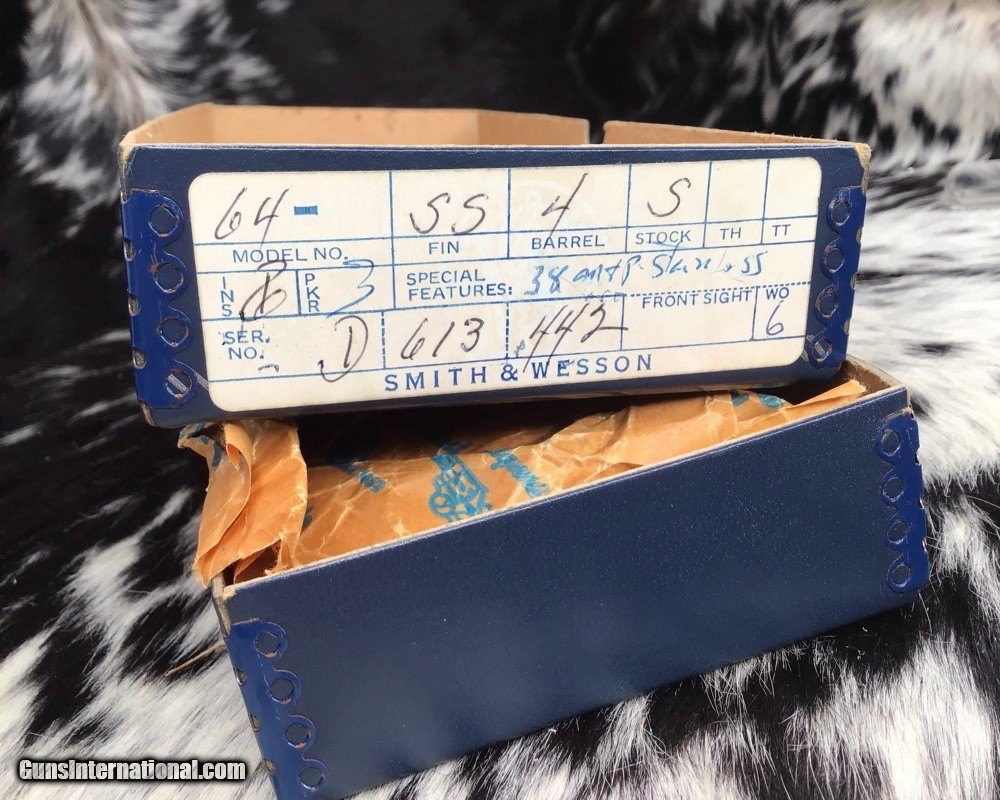 64- SS 4 S
MODEL NO. FIN BARREL STOCK TH TT
INS PKR 3 SPECIAL FEATURES: 38 M&P Stainless
FRONT SIGHT WO
SER. NO. D 613 442 6
SMITH & WESSON
GunsInternational.com